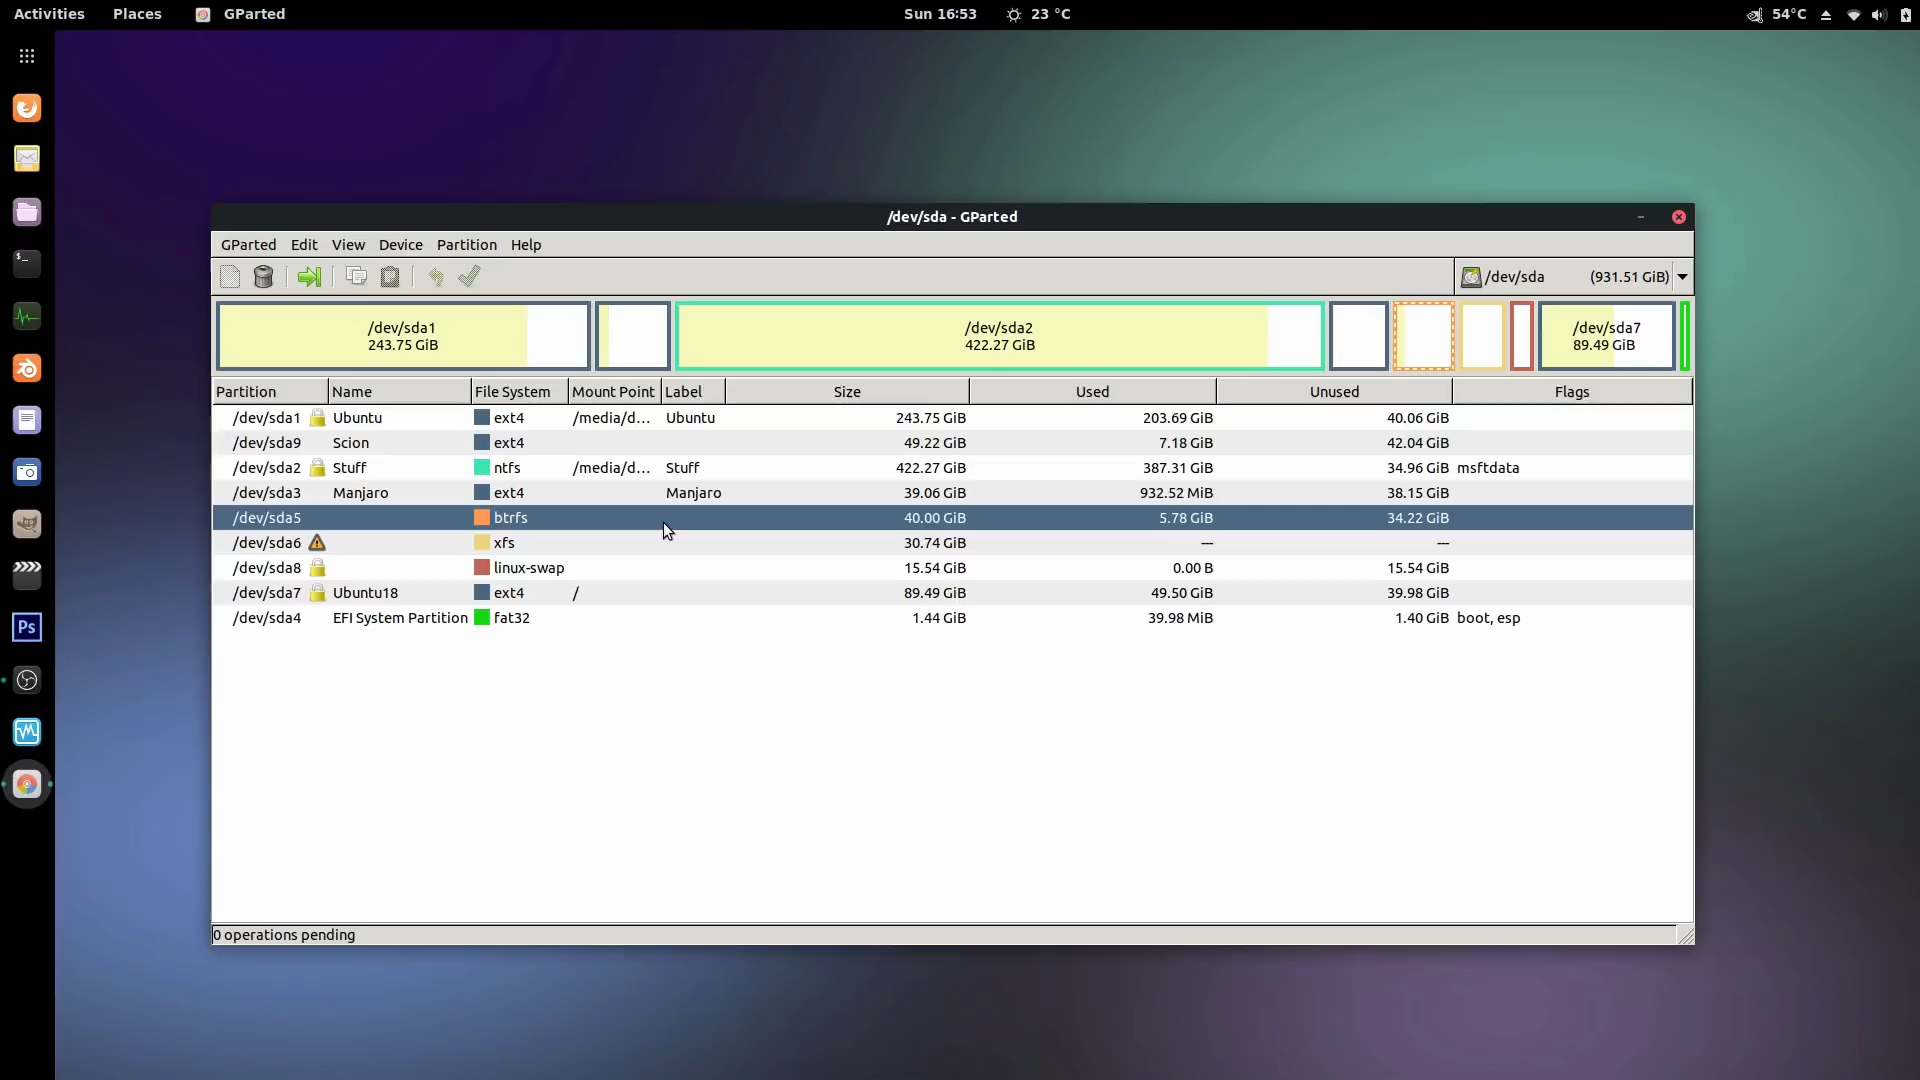 Activities Places GParted Sun 16:53 23 °C 54°C
/dev/sda - GParted
GParted Edit View Device Partition Help
/dev/sda (931.51 GiB)
/dev/sda1 /dev/sda2 /dev/sda7
243.75 GiB 422.27 GiB 89.49 GiB
Partition Name File System Mount Point Label Size Used Unused Flags
/dev/sda1 Ubuntu ext4 /media/d... Ubuntu 243.75 GiB 203.69 GiB 40.06 GiB
/dev/sda9 Scion ext4 49.22 GiB 7.18 GiB 42.04 GiB
/dev/sda2 Stuff ntfs /media/d... Stuff 422.27 GiB 387.31 GiB 34.96 GiB msftdata
/dev/sda3 Manjaro ext4 Manjaro 39.06 GiB 932.52 MiB 38.15 GiB
/dev/sda5 btrfs 40.00 GiB 5.78 GiB 34.22 GiB
/dev/sda6 xfs 30.74 GiB --- ---
/dev/sda8 linux-swap 15.54 GiB 0.00 B 15.54 GiB
/dev/sda7 Ubuntu18 ext4 / 89.49 GiB 49.50 GiB 39.98 GiB
/dev/sda4 EFI System Partition fat32 1.44 GiB 39.98 MiB 1.40 GiB boot, esp
Ps
0 operations pending